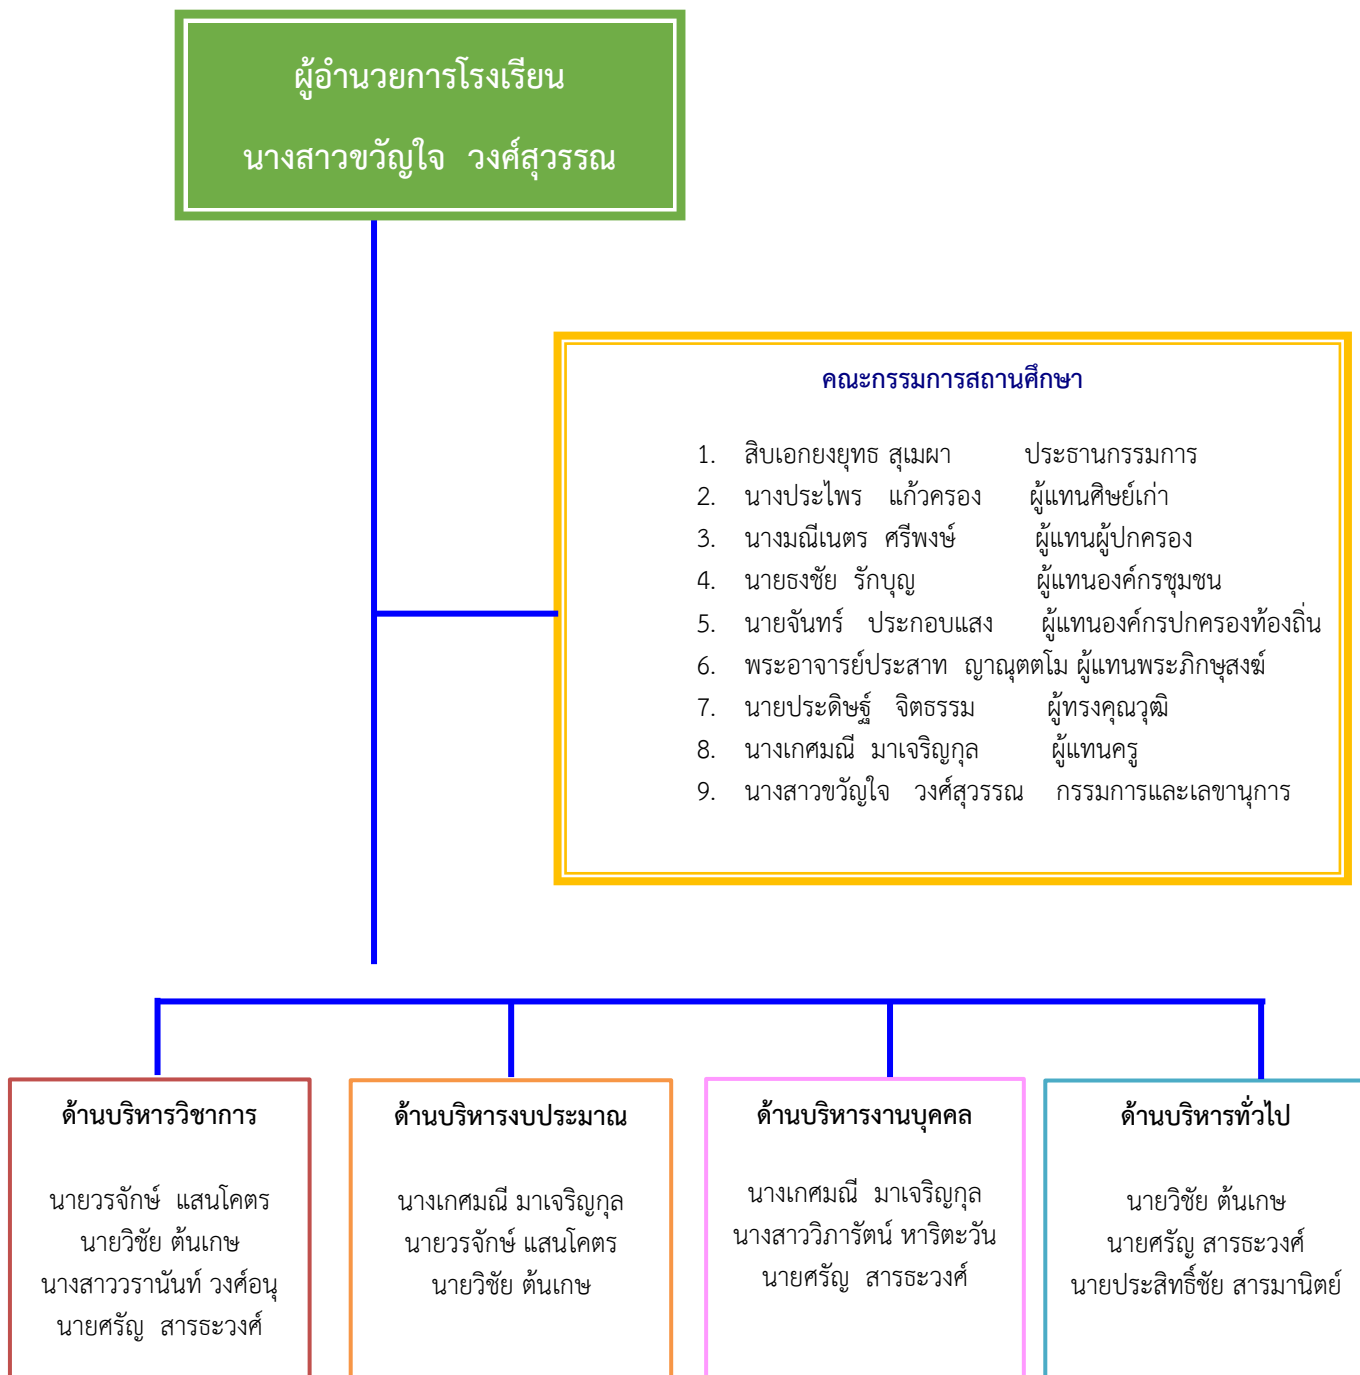 ผู้อำนวยการโรงเรียน
นางสาวขวัญใจ วงศ์สุวรรณ
คณะกรรมการสถานศึกษา
1. สิบเอกยงยุทธ สุเมผา ประธานกรรมการ
2. นางประไพร แก้วครอง ผู้แทนศิษย์เก่า
3. นางมณีเนตร ศรีพงษ์ ผู้แทนผู้ปกครอง
4. นายธงชัย รักบุญ ผู้แทนองค์กรชุมชน
5. นายจันทร์ ประกอบแสง ผู้แทนองค์กรปกครองท้องถิ่น
6. พระอาจารย์ประสาท ญาณุตตโม ผู้แทนพระภิกษุสงฆ์
7. นายประดิษฐ์ จิตธรรม ผู้ทรงคุณวุฒิ
8. นางเกศมณี มาเจริญกุล ผู้แทนครู
9. นางสาวขวัญใจ วงศ์สุวรรณ กรรมการและเลขานุการ
ด้านบริหารวิชาการ
นายวรจักษ์ แสนโคตร
นายวิชัย ต้นเกษ
นางสาววรานันท์ วงศ์อนุ
นายศรัญ สารธะวงศ์
ด้านบริหารงบประมาณ
นางเกศมณี มาเจริญกุล
นายวรจักษ์ แสนโคตร
นายวิชัย ต้นเกษ
ด้านบริหารงานบุคคล
นางเกศมณี มาเจริญกุล
นางสาววิภารัตน์ หาริตะวัน
นายศรัญ สารธะวงศ์
ด้านบริหารทั่วไป
นายวิชัย ต้นเกษ
นายศรัญ สารธะวงศ์
นายประสิทธิ์ชัย สารมานิตย์